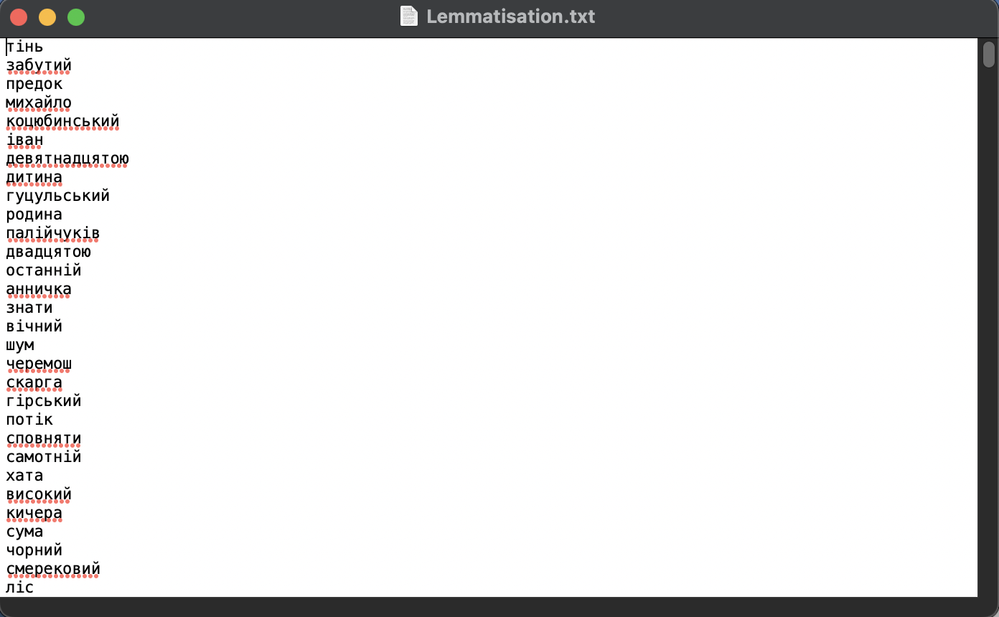 Lemmatisation.txt
тінь
забутий
предок
михайло
коцюбинський
іван
девятнадцятою
дитина
гуцульський
родина
палійчуків
двадцятою
останній
анничка
знати
вічний
шум
черемош
скарга
гірський
потік
сповняти
самотній
хата
високий
кичера
сума
чорний
смерековий
ліс